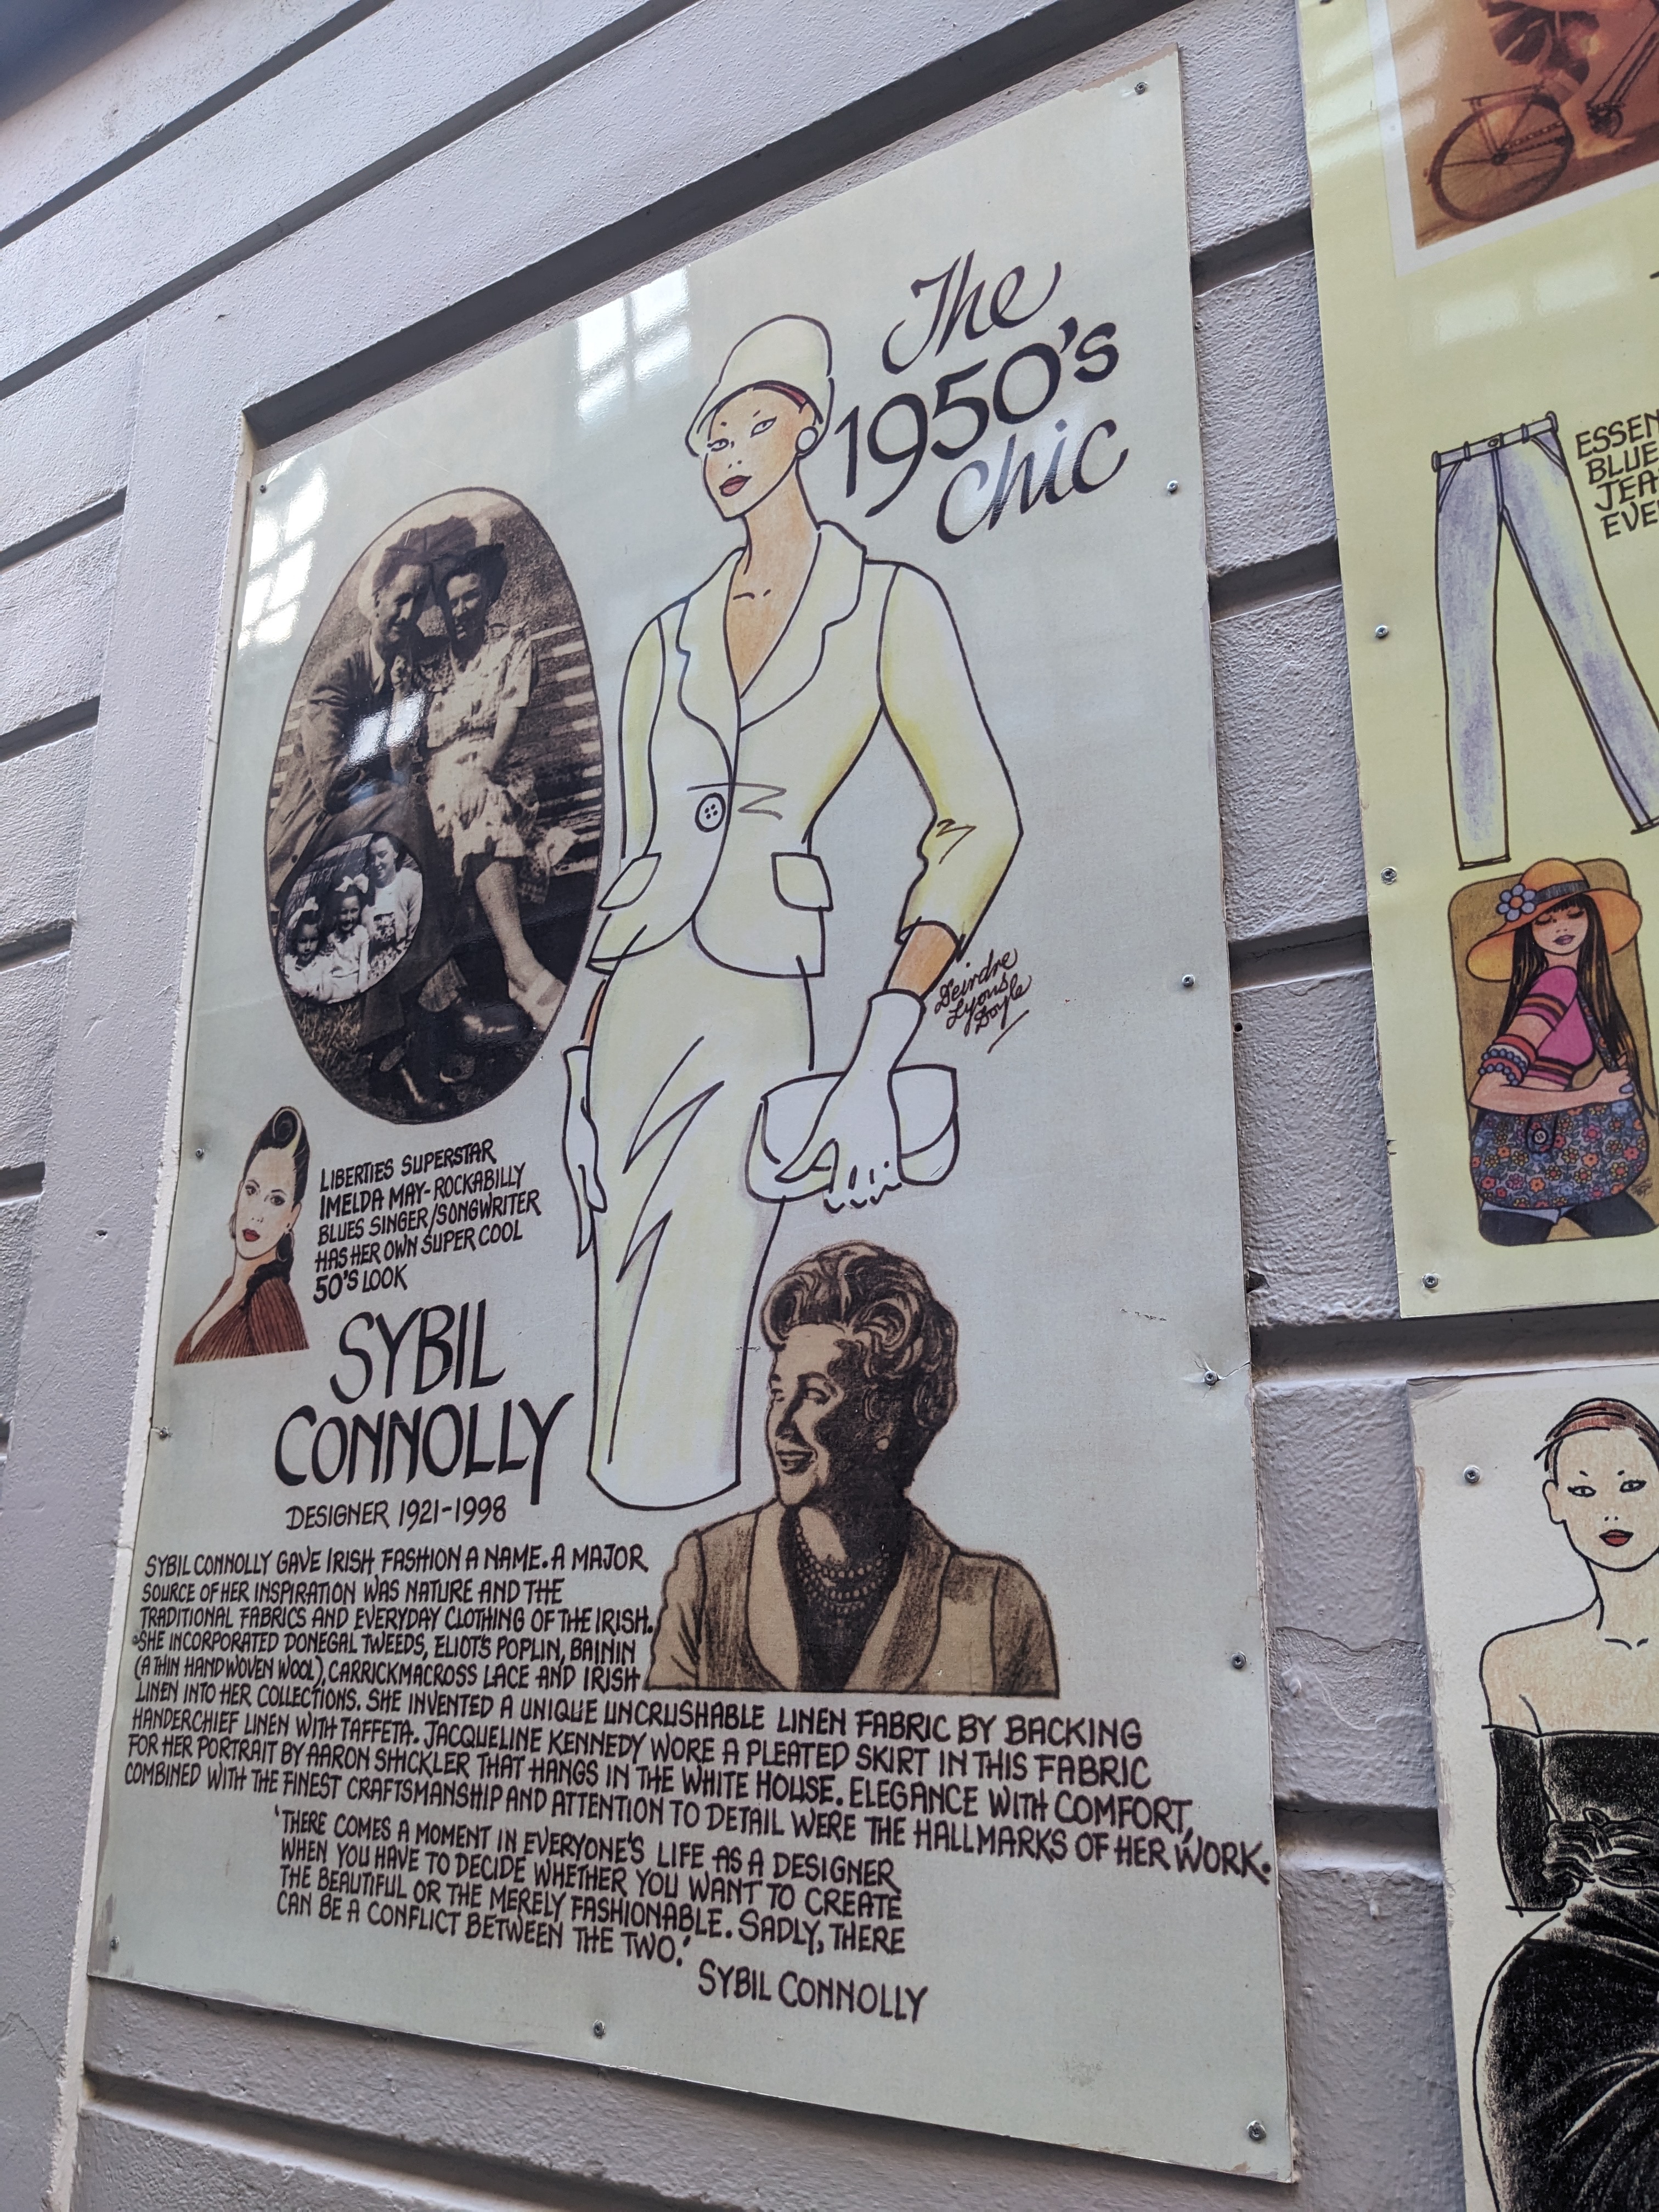 The
1950's
chic
Deirdre
Lyons
Doyle
LIBERTIES SUPERSTAR
IMELDA MAY-ROCKABILLY
BLUES SINGER/SONGWRITER
HAS HER OWN SUPER COOL
50'S LOOK
SYBIL
CONNOLLY
DESIGNER 1921-1998
SYBIL CONNOLLY GAVE IRISH FASHION A NAME. A MAJOR
SOURCE OF HER INSPIRATION WAS NATURE AND THE
TRADITIONAL FABRICS AND EVERYDAY CLOTHING OF THE IRISH.
SHE INCORPORATED DONEGAL TWEEDS, ELIOT'S POPLIN, BAININ
(A THIN HANDWOVEN WOOL), CARRICKMACROSS LACE AND IRISH
LINEN INTO HER COLLECTIONS. SHE INVENTED A UNIQUE UNCRUSHABLE LINEN FABRIC BY BACKING
HANDERCHIEF LINEN WITH TAFFETA. JACQUELINE KENNEDY WORE A PLEATED SKIRT IN THIS FABRIC
FOR HER PORTRAIT BY AARON SHICKLER THAT HANGS IN THE WHITE HOUSE. ELEGANCE WITH COMFORT,
COMBINED WITH THE FINEST CRAFTSMANSHIP AND ATTENTION TO DETAIL WERE THE HALLMARKS OF HER WORK.
'THERE COMES A MOMENT IN EVERYONE'S LIFE AS A DESIGNER
WHEN YOU HAVE TO DECIDE WHETHER YOU WANT TO CREATE
THE BEAUTIFUL OR THE MERELY FASHIONABLE. SADLY, THERE
CAN BE A CONFLICT BETWEEN THE TWO.'
SYBIL CONNOLLY
ESSEN
BLUE
JEA
EVE